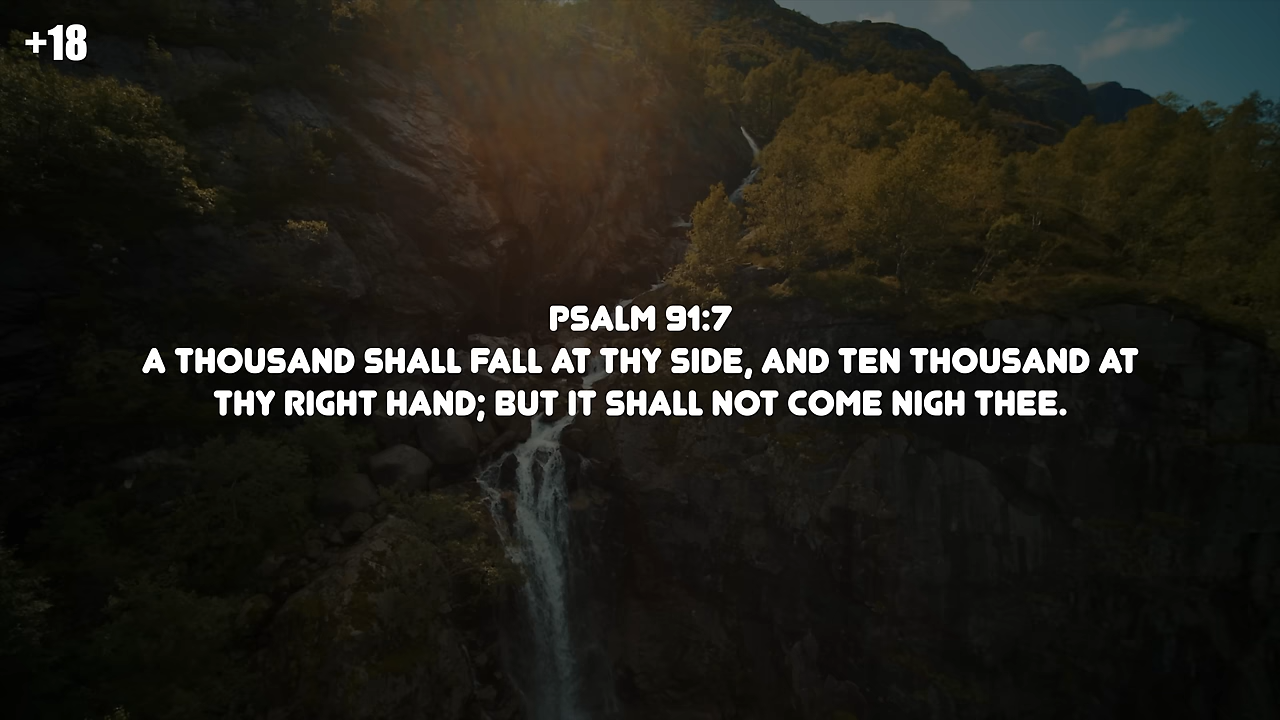 +18
PSALM 91:7
A THOUSAND SHALL FALL AT THY SIDE, AND TEN THOUSAND AT
THY RIGHT HAND; BUT IT SHALL NOT COME NIGH THEE.